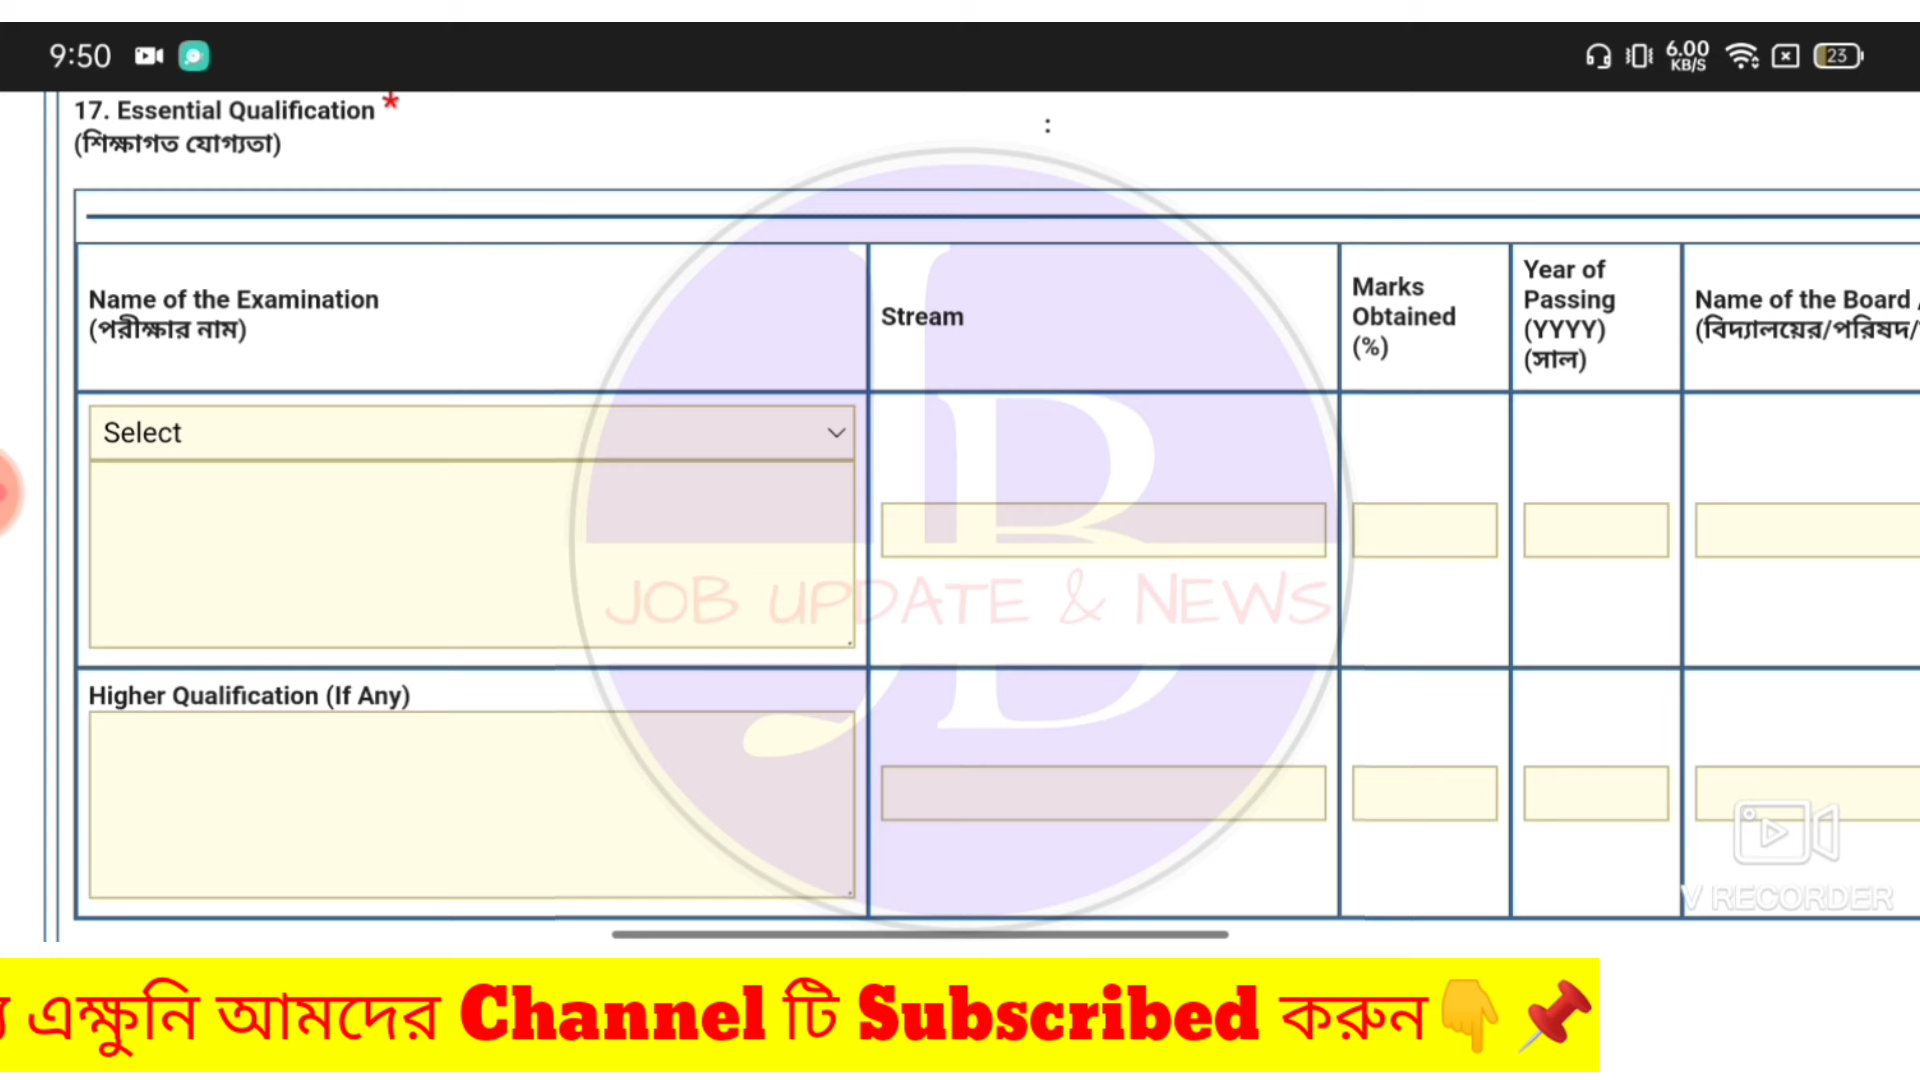 9:50
6.00
KB/S
23
17. Essential Qualification *
(শিক্ষাগত যোগ্যতা)
:
Name of the Examination
(পরীক্ষার নাম)
Stream
Marks
Obtained
(%)
Year of
Passing
(YYYY)
(সাল)
Name of the Board
(বিদ্যালয়ের/পরিষদ/
Select
JB
JOB UPDATE & NEWS
Higher Qualification (If Any)
V RECORDER
এক্ষুনি আমদের Channel টি Subscribed করুন👇📌